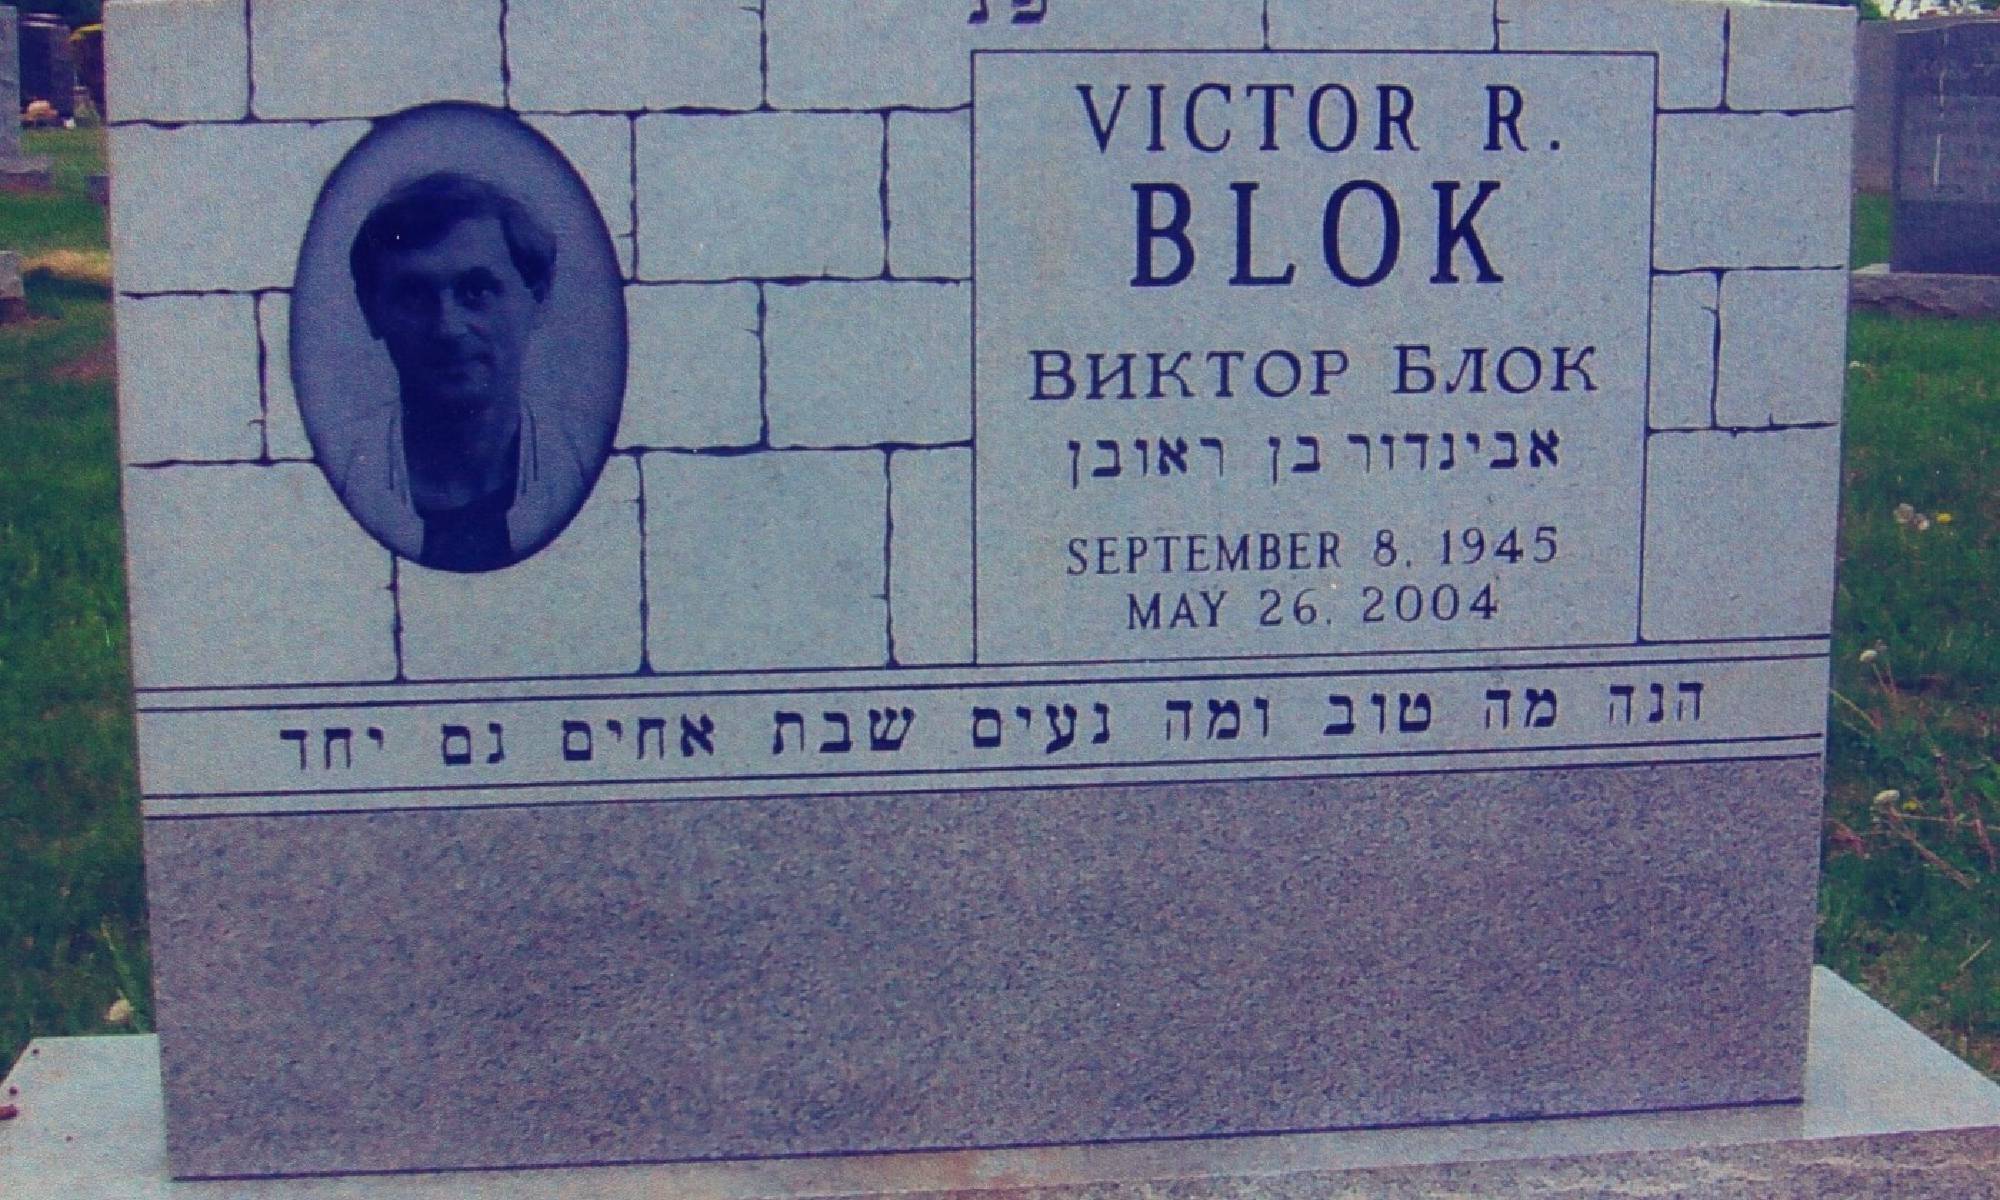 פנ
VICTOR R.
BLOK
ВИКТОР БЛОК
אבינדור בן ראובן
SEPTEMBER 8, 1945
MAY 26, 2004
הנה מה טוב ומה נעים שבת אחים גם יחד